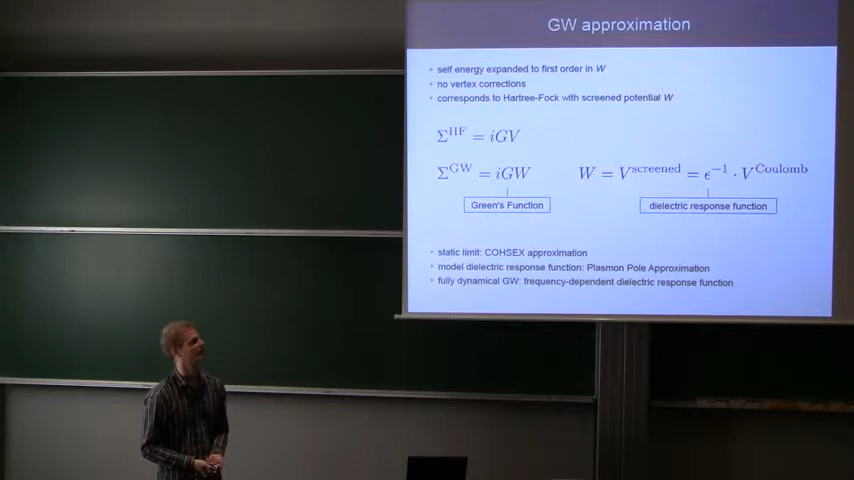 GW approximation
self energy expanded to first order in W
no vertex corrections
corresponds to Hartree-Fock with screened potential W
Σ^HF = iGV
Σ^GW = iGW
W = V^screened = ϵ^−1 · V^Coulomb
Green's Function
dielectric response function
static limit: COHSEX approximation
model dielectric response function: Plasmon Pole Approximation
fully dynamical GW: frequency-dependent dielectric response function